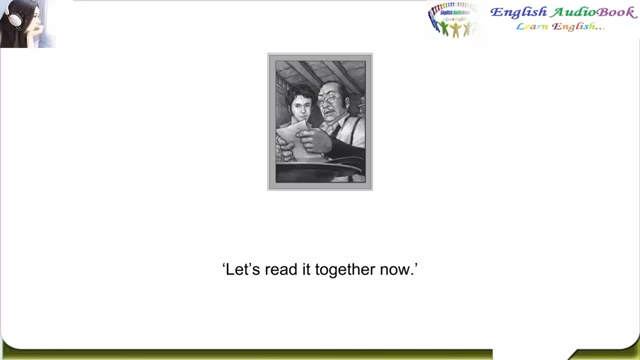 English AudioBook
Learn English...
‘Let’s read it together now.’